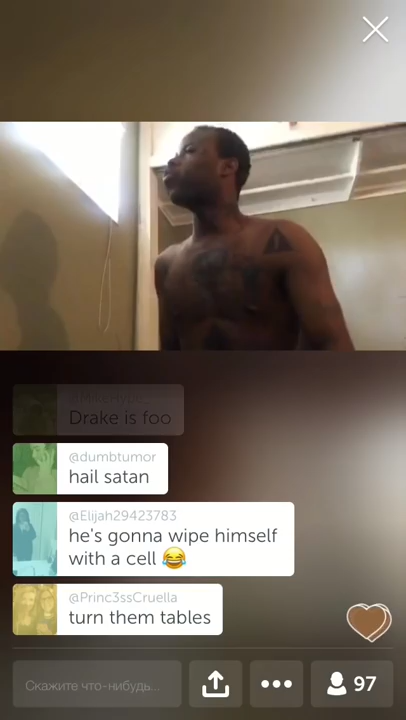 @MikeHype_
Drake is foo
@dumbtumor
hail satan
@Elijah29423783
he's gonna wipe himself
with a cell 😂
@Princ3ssCruella
turn them tables
Скажите что-нибудь...
97